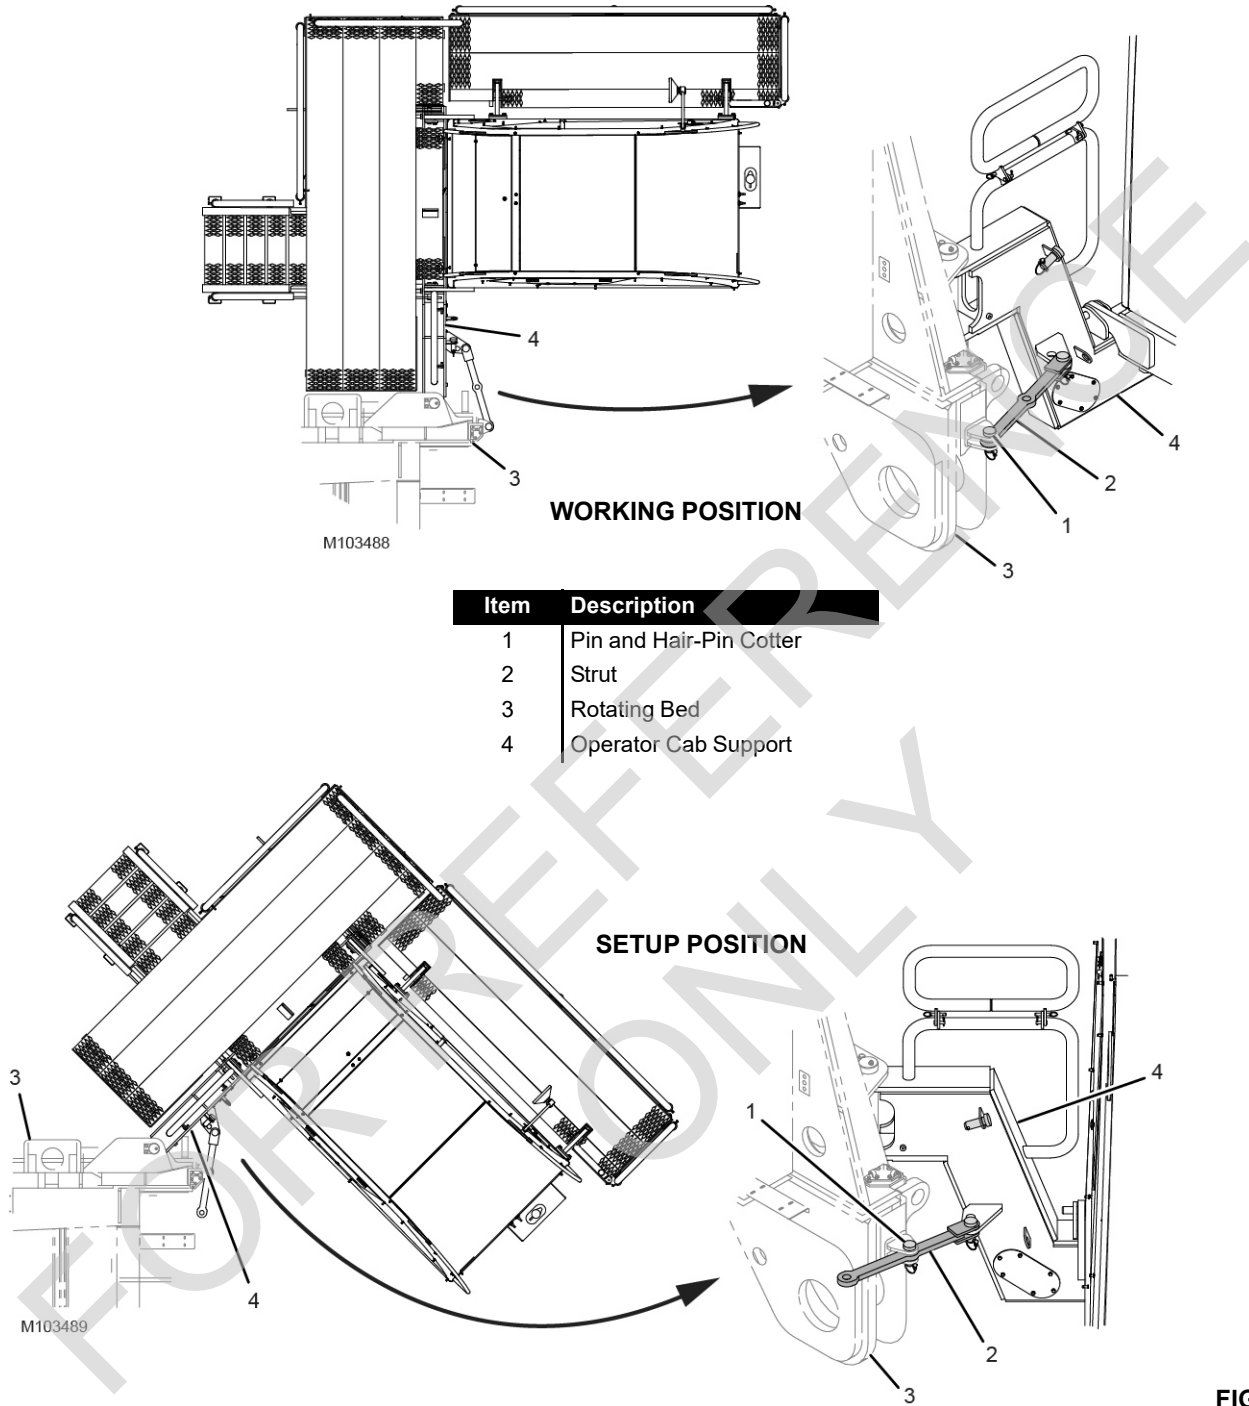 4
3
WORKING POSITION
M103488
4
2
1
3
Item Description
1 Pin and Hair-Pin Cotter
2 Strut
3 Rotating Bed
4 Operator Cab Support
SETUP POSITION
3
4
M103489
1
4
2
3
FIG
FOR REFERENCE
ONLY